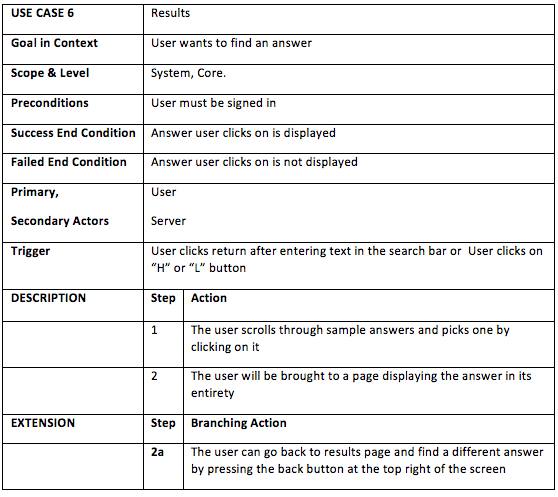 USE CASE 6 Results
Goal in Context User wants to find an answer
Scope & Level System, Core.
Preconditions User must be signed in
Success End Condition Answer user clicks on is displayed
Failed End Condition Answer user clicks on is not displayed
Primary, User
Secondary Actors Server
Trigger User clicks return after entering text in the search bar or  User clicks on
“H” or “L” button
DESCRIPTION Step Action
1 The user scrolls through sample answers and picks one by
clicking on it
2 The user will be brought to a page displaying the answer in its
entirety
EXTENSION Step Branching Action
2a The user can go back to results page and find a different answer
by pressing the back button at the top right of the screen